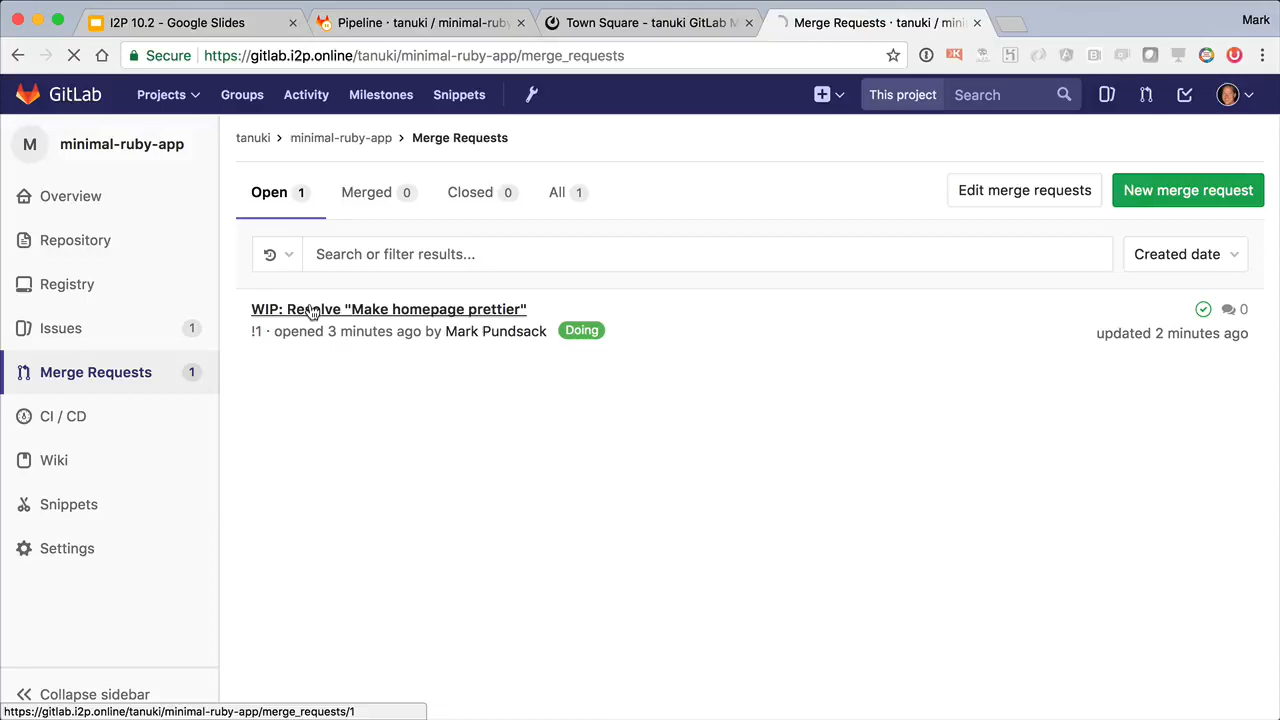 I2P 10.2 - Google Slides
Pipeline · tanuki / minimal-ruby-
Town Square - tanuki GitLab M
Merge Requests · tanuki / mini
Mark
Secure https://gitlab.i2p.online/tanuki/minimal-ruby-app/merge_requests
GitLab Projects Groups Activity Milestones Snippets This project Search
M minimal-ruby-app
tanuki › minimal-ruby-app › Merge Requests
Overview
Repository
Registry
Issues 1
Merge Requests 1
CI / CD
Wiki
Snippets
Settings
Collapse sidebar
Open 1 Merged 0 Closed 0 All 1
Edit merge requests
New merge request
Search or filter results...
Created date
WIP: Resolve "Make homepage prettier"
0
!1 · opened 3 minutes ago by Mark Pundsack Doing
updated 2 minutes ago
https://gitlab.i2p.online/tanuki/minimal-ruby-app/merge_requests/1